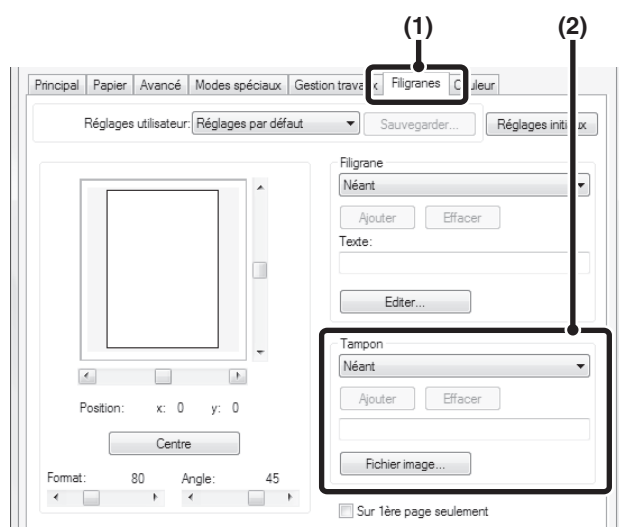 (1) (2)
Principal Papier Avancé Modes spéciaux Gestion Filigranes
Réglages utilisateur: Réglages par défaut Sauvegarder... Réglages
Filigrane
Néant
Ajouter Effacer
Texte:
Editer...
Tampon
Néant
Ajouter Effacer
Fichier image...
Position: x: 0 y: 0
Centre
Format: 80 Angle: 45
Sur 1ère page seulement